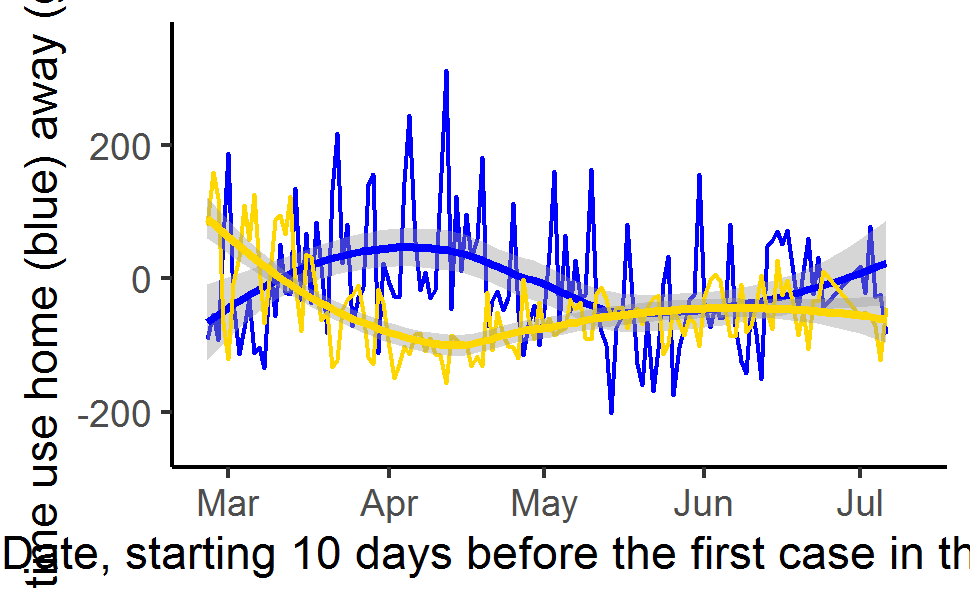 time use home (blue) away (g
200
0
-200
Mar Apr May Jun Jul
Date, starting 10 days before the first case in th